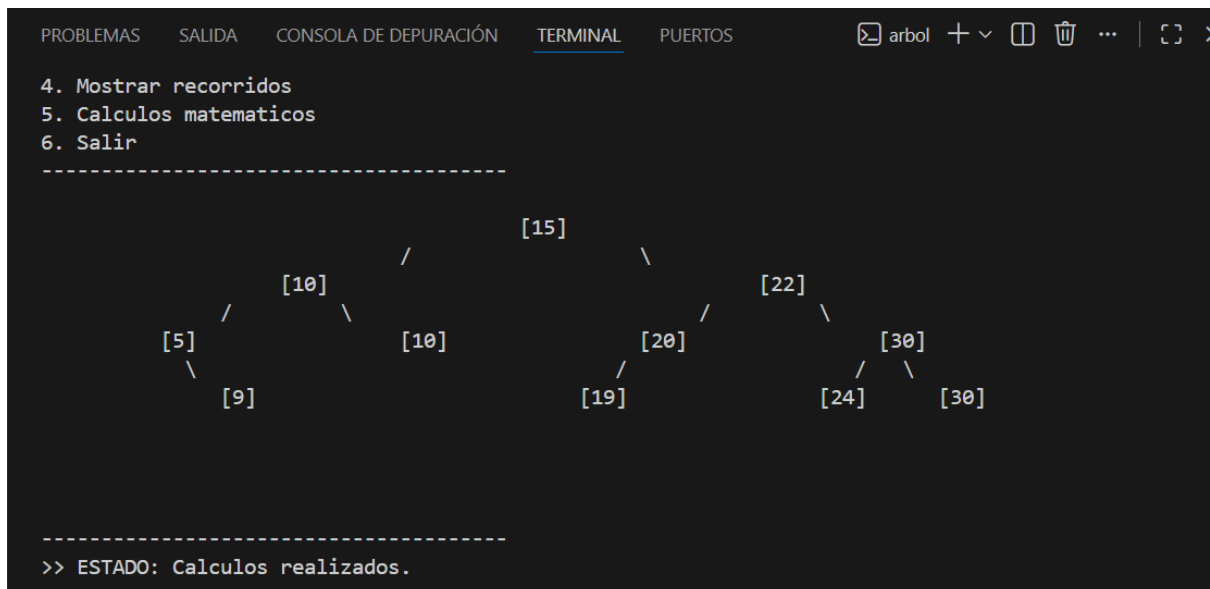 PROBLEMAS SALIDA CONSOLA DE DEPURACIÓN TERMINAL PUERTOS arbol
4. Mostrar recorridos
5. Calculos matematicos
6. Salir
---------------------------------------
[15]
/ \
[10] [22]
/ \ / \
[5] [10] [20] [30]
\ / / \
[9] [19] [24] [30]
---------------------------------------
>> ESTADO: Calculos realizados.